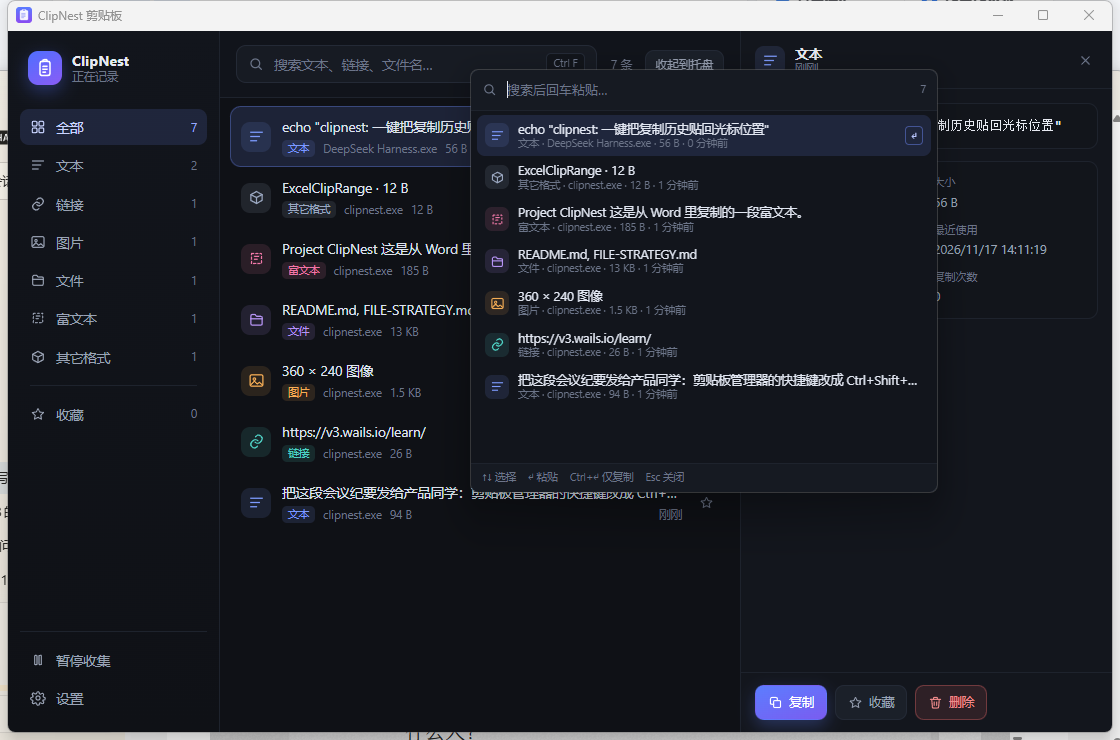 ClipNest 剪贴板
ClipNest
正在记录
全部 7
文本 2
链接 1
图片 1
文件 1
富文本 1
其它格式 1
收藏 0
暂停收集
设置
搜索文本、链接、文件名... Ctrl F 7 条 收起到托盘
echo "clipnest: 一键把复制历史贴
文本 DeepSeek Harness.exe 56 B
ExcelClipRange · 12 B
其它格式 clipnest.exe 12 B
Project ClipNest 这是从 Word 里
富文本 clipnest.exe 185 B
README.md, FILE-STRATEGY.md
文件 clipnest.exe 13 KB
360 × 240 图像
图片 clipnest.exe 1.5 KB
https://v3.wails.io/learn/
链接 clipnest.exe 26 B
把这段会议纪要发给产品同学：剪贴板管理器的快捷键改成 Ctrl+...
文本 clipnest.exe 94 B 刚刚
搜索后回车粘贴... 7
echo "clipnest: 一键把复制历史贴回光标位置"
文本 · DeepSeek Harness.exe · 56 B · 0 分钟前
ExcelClipRange · 12 B
其它格式 · clipnest.exe · 12 B · 1 分钟前
Project ClipNest 这是从 Word 里复制的一段富文本。
富文本 · clipnest.exe · 185 B · 1 分钟前
README.md, FILE-STRATEGY.md
文件 · clipnest.exe · 13 KB · 1 分钟前
360 × 240 图像
图片 · clipnest.exe · 1.5 KB · 1 分钟前
https://v3.wails.io/learn/
链接 · clipnest.exe · 26 B · 1 分钟前
把这段会议纪要发给产品同学：剪贴板管理器的快捷键改成 Ctrl+Shift+...
文本 · clipnest.exe · 94 B · 1 分钟前
↑↓ 选择 ↵ 粘贴 Ctrl+↵ 仅复制 Esc 关闭
文本
刚刚
制历史贴回光标位置"
大小
56 B
最近使用
2026/11/17 14:11:19
复制次数
0
复制 收藏 删除